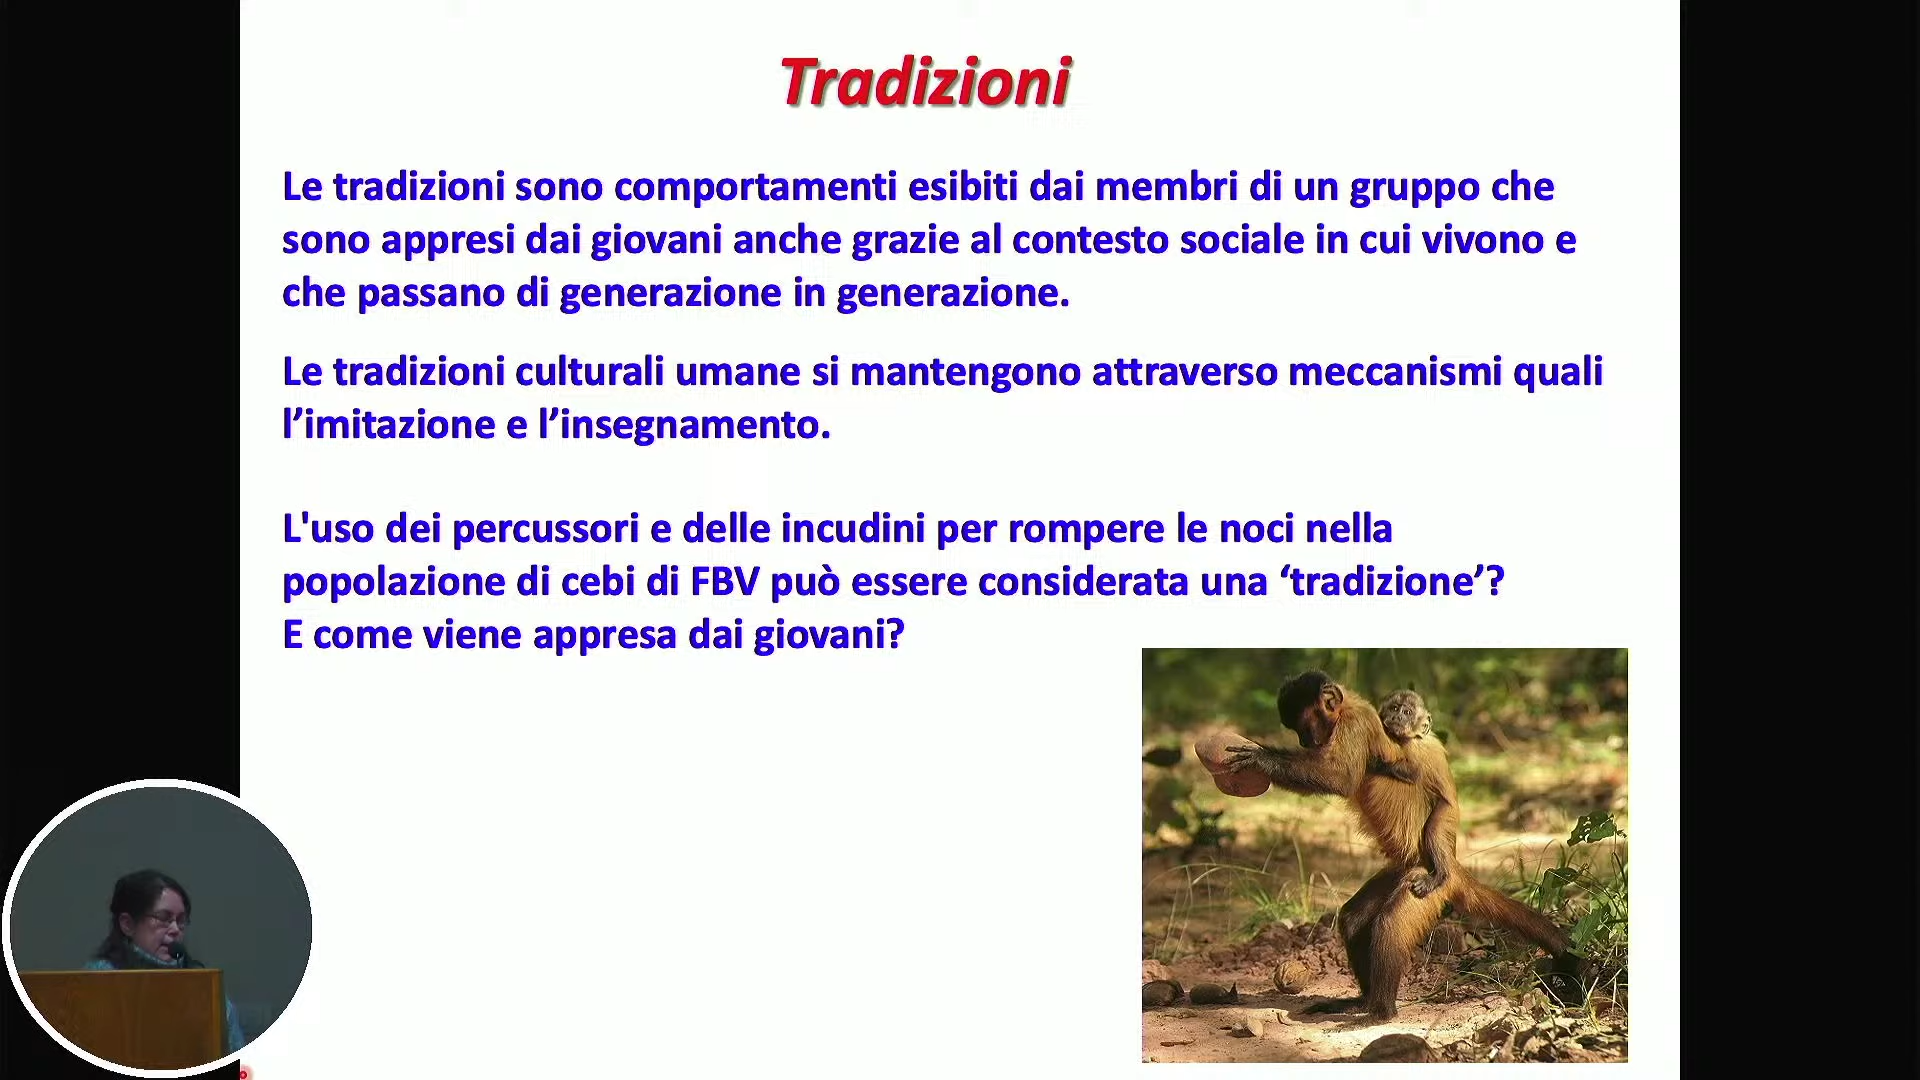 Tradizioni
Le tradizioni sono comportamenti esibiti dai membri di un gruppo che
sono appresi dai giovani anche grazie al contesto sociale in cui vivono e
che passano di generazione in generazione.
Le tradizioni culturali umane si mantengono attraverso meccanismi quali
l’imitazione e l’insegnamento.
L'uso dei percussori e delle incudini per rompere le noci nella
popolazione di cebi di FBV può essere considerata una ‘tradizione’?
E come viene appresa dai giovani?